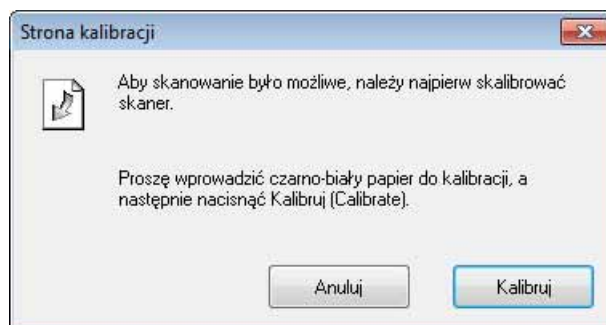 Strona kalibracji
Aby skanowanie było możliwe, należy najpierw skalibrować
skaner.
Proszę wprowadzić czarno-biały papier do kalibracji, a
następnie nacisnąć Kalibruj (Calibrate).
Anuluj
Kalibruj